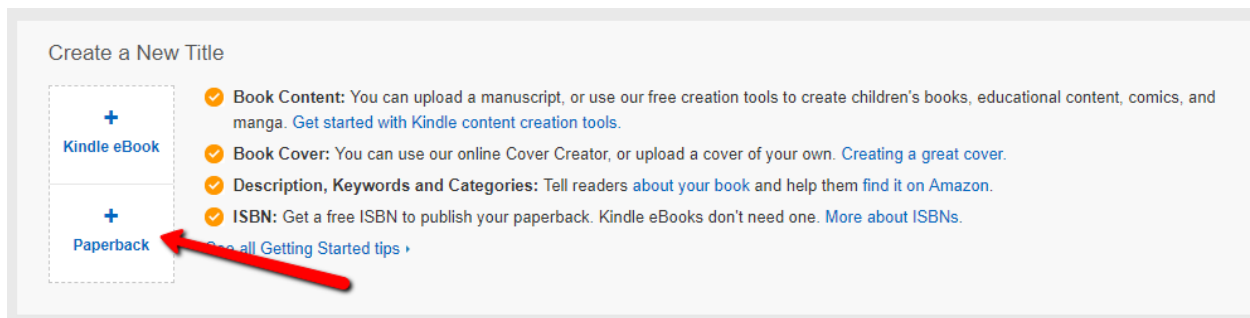 Create a New Title
+
Kindle eBook
+
Paperback
Book Content: You can upload a manuscript, or use our free creation tools to create children's books, educational content, comics, and
manga. Get started with Kindle content creation tools.
Book Cover: You can use our online Cover Creator, or upload a cover of your own. Creating a great cover.
Description, Keywords and Categories: Tell readers about your book and help them find it on Amazon.
ISBN: Get a free ISBN to publish your paperback. Kindle eBooks don't need one. More about ISBNs.
See all Getting Started tips ›